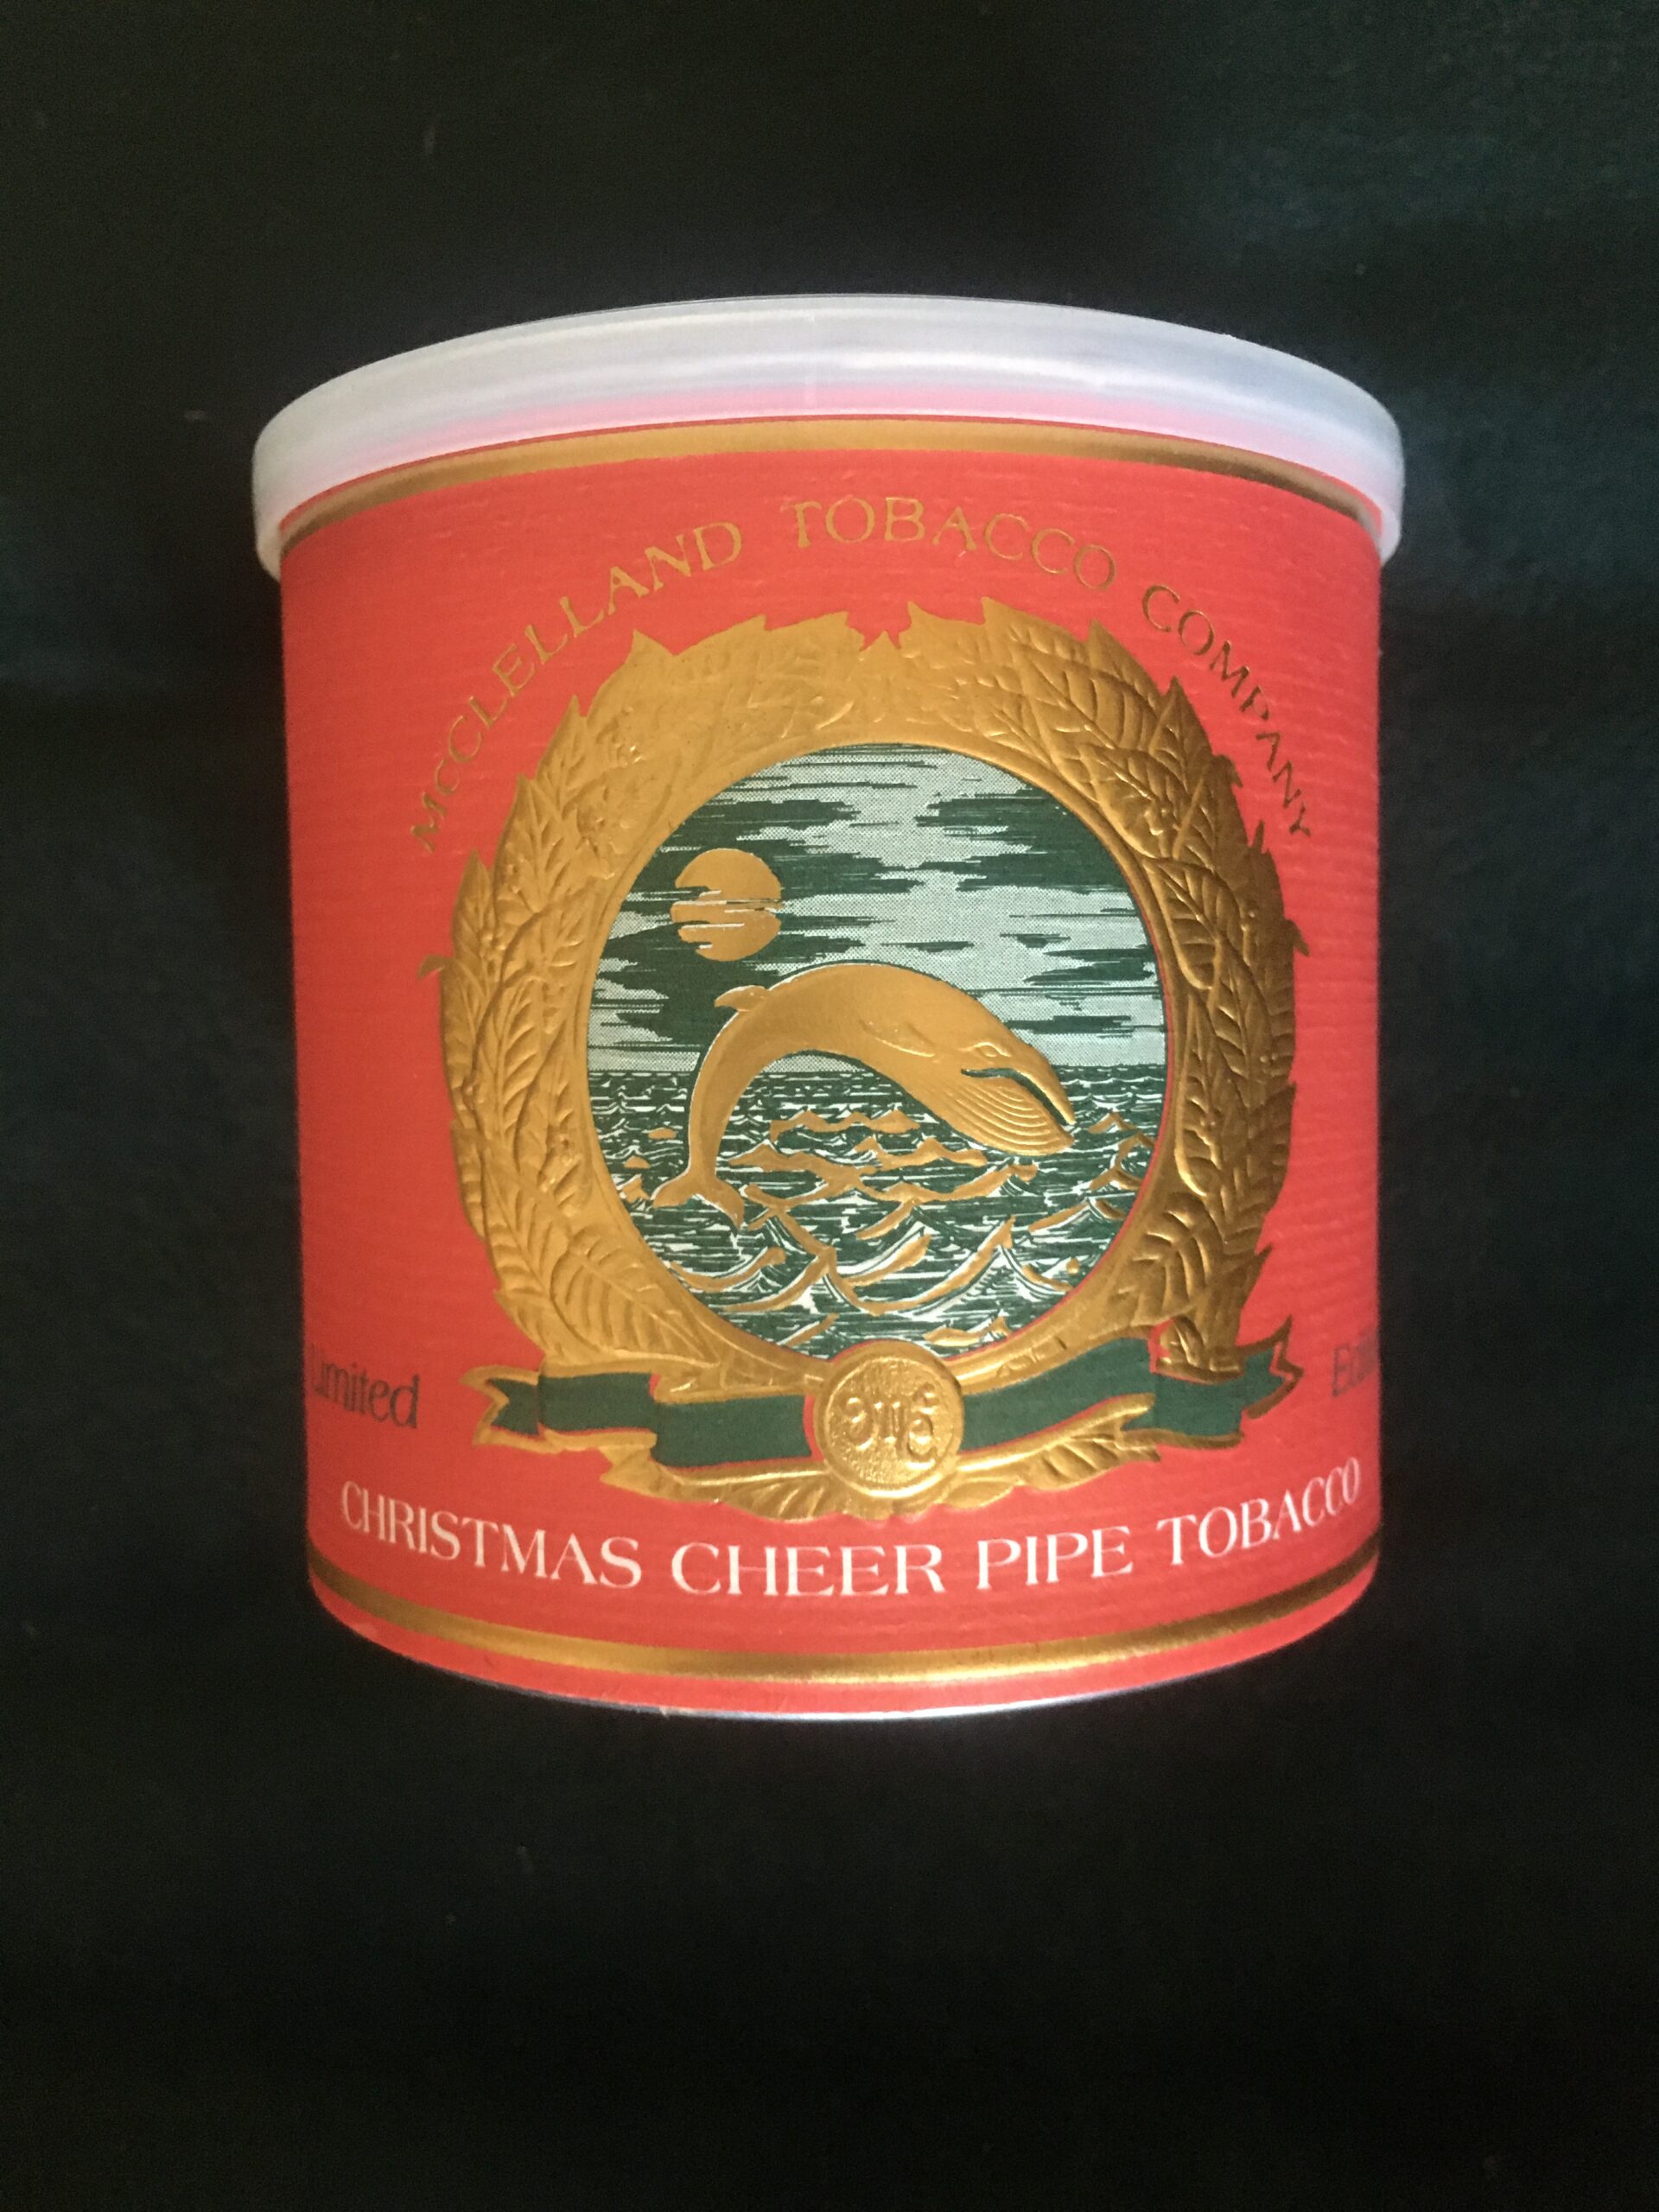 MCCLELLAND TOBACCO COMPANY
Limited
CHRISTMAS CHEER PIPE TOBACCO